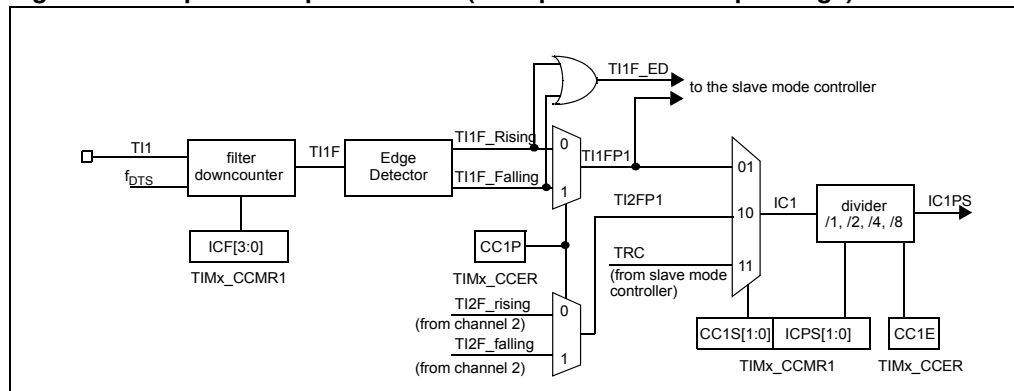 TI1F_ED
to the slave mode controller
TI1
fDTS
filter
downcounter
TI1F
Edge
Detector
TI1F_Rising
TI1F_Falling
0
1
TI1FP1
01
TI2FP1
10
IC1
divider
/1, /2, /4, /8
IC1PS
ICF[3:0]
TIMx_CCMR1
CC1P
TIMx_CCER
TRC
11
(from slave mode
controller)
TI2F_rising
0
(from channel 2)
TI2F_falling
1
(from channel 2)
CC1S[1:0]
ICPS[1:0]
CC1E
TIMx_CCMR1
TIMx_CCER